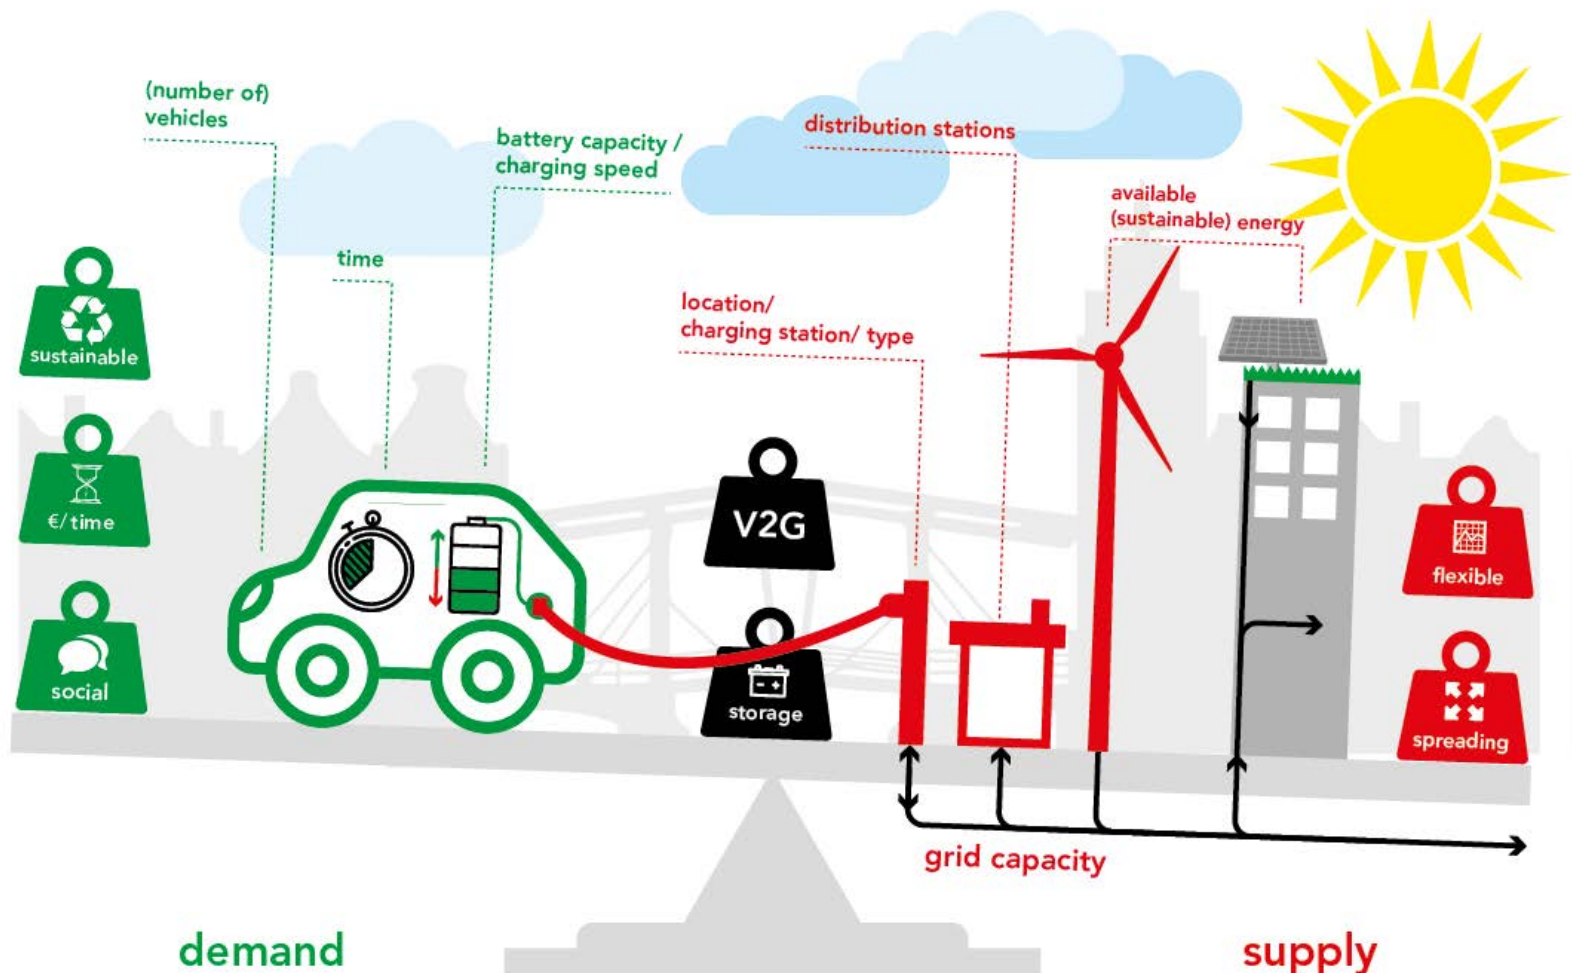 (number of)
vehicles
battery capacity /
charging speed
time
distribution stations
available
(sustainable) energy
location/
charging station/ type
sustainable
€/time
social
V2G
storage
flexible
spreading
grid capacity
demand
supply